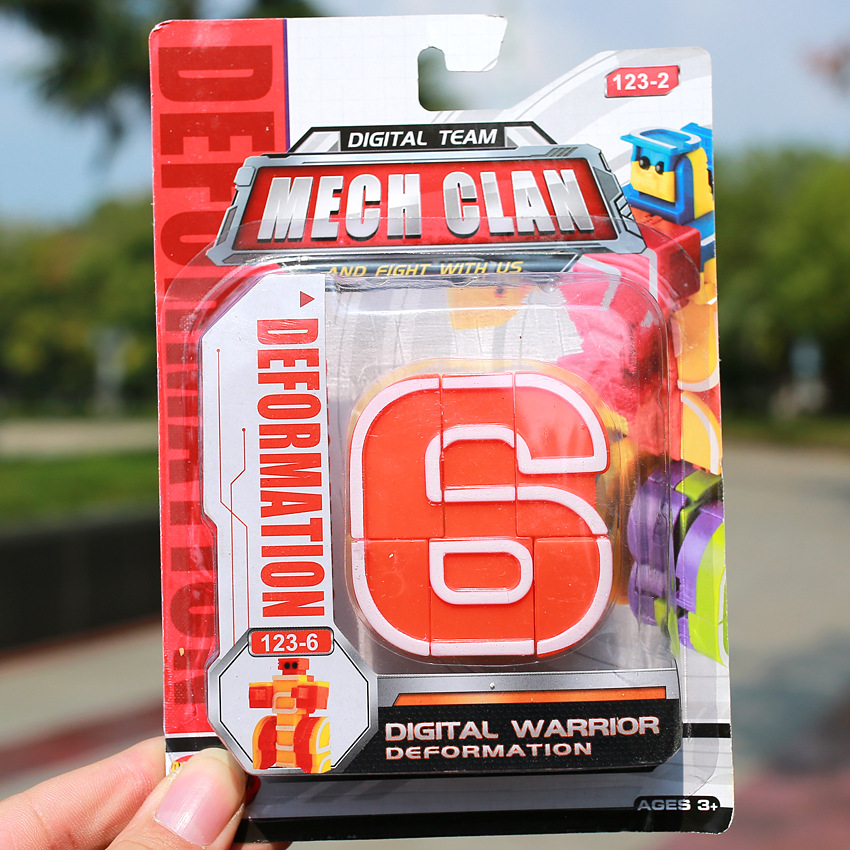 123-2
DIGITAL TEAM
MECH CLAN
AND FIGHT WITH US
DEFORMATION
DEFORMATION
6
123-6
DIGITAL WARRIOR
DEFORMATION
AGES 3+